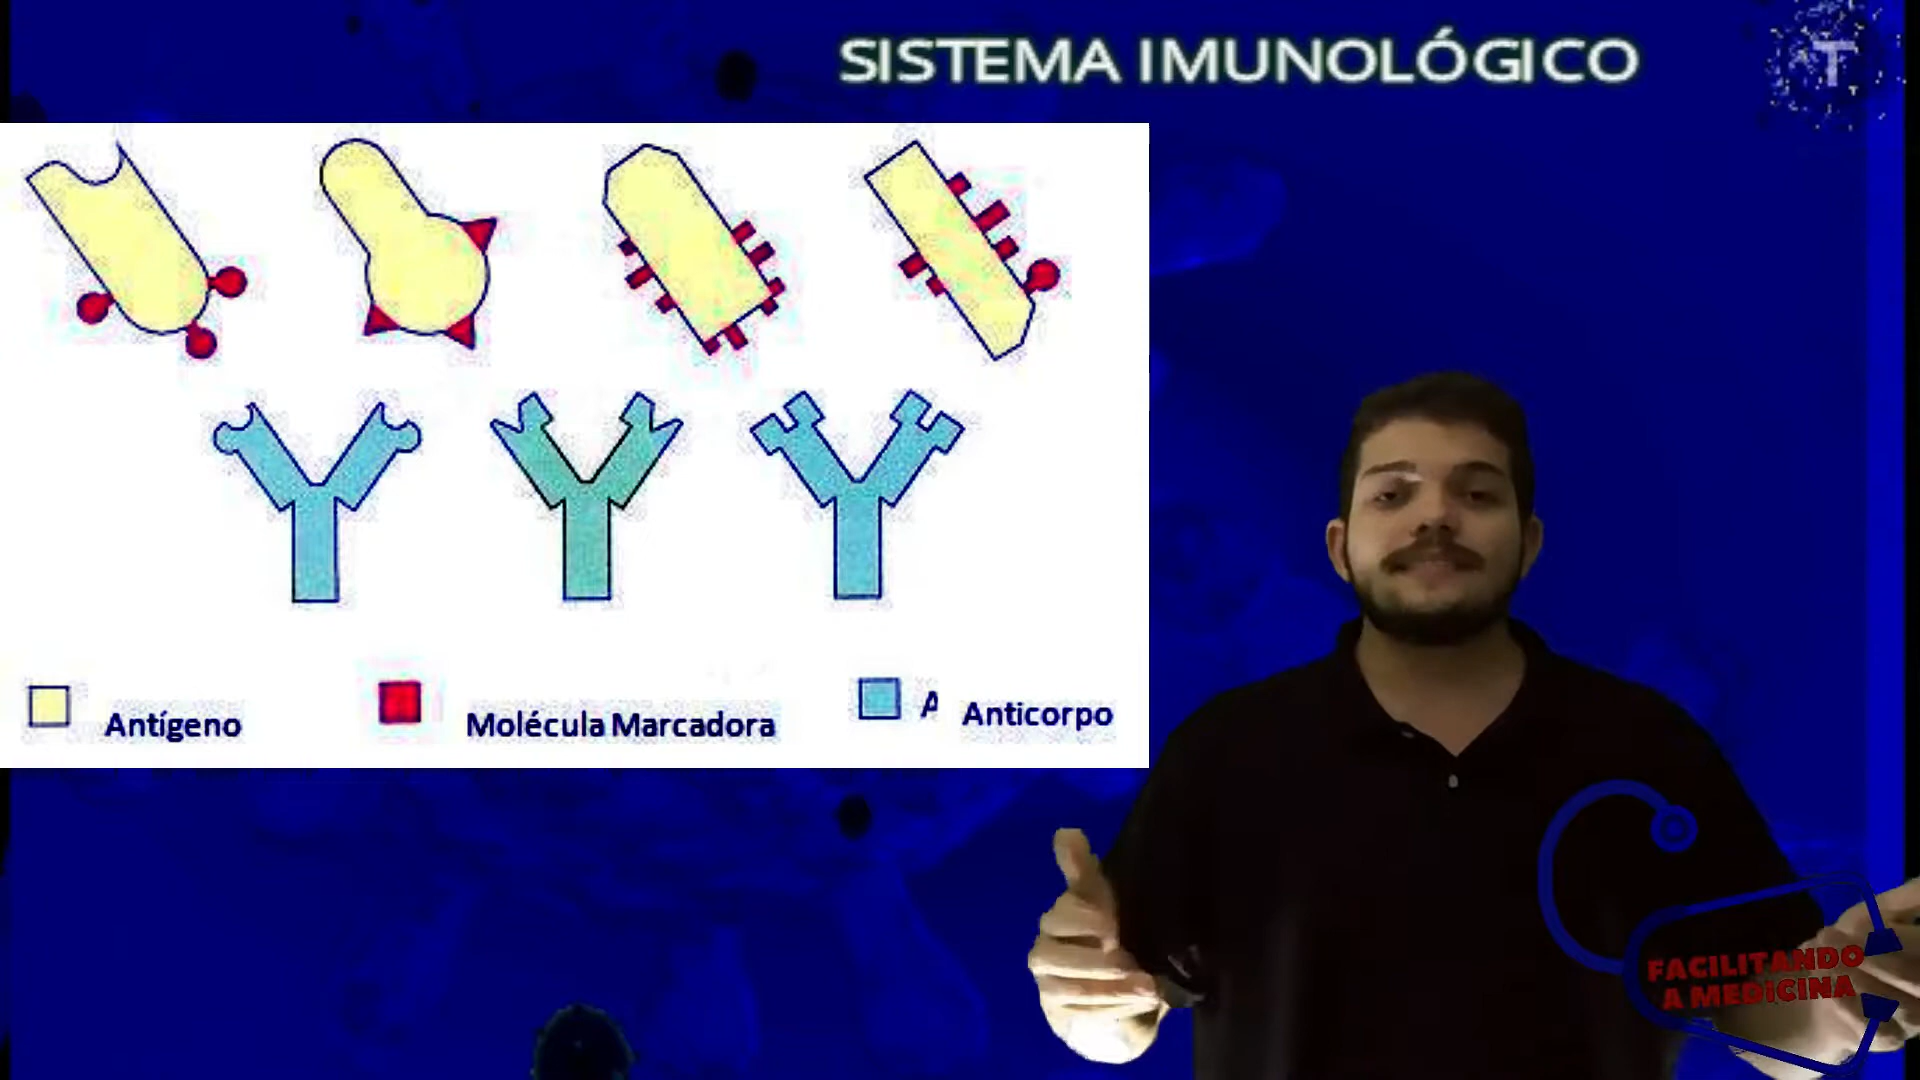 SISTEMA IMUNOLÓGICO
T
Antígeno
Molécula Marcadora
A Anticorpo
FACILITANDO
A MEDICINA